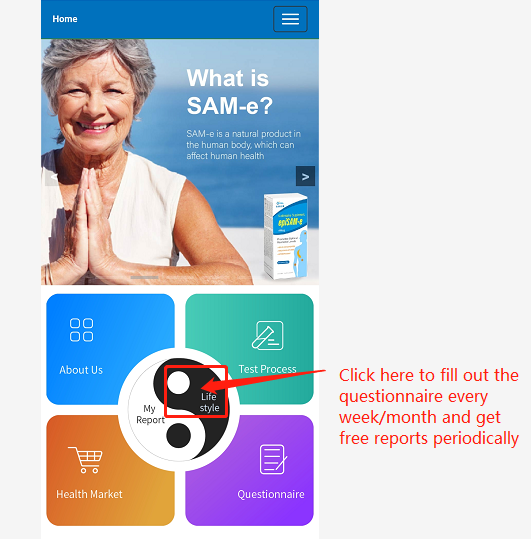 Home
What is
SAM-e?
SAM-e is a natural product in
the human body, which can
affect human health
>
epiSAM-e
About Us
Test Process
Life
style
My
Report
Click here to fill out the
questionnaire every
week/month and get
free reports periodically
Health Market
Questionnaire